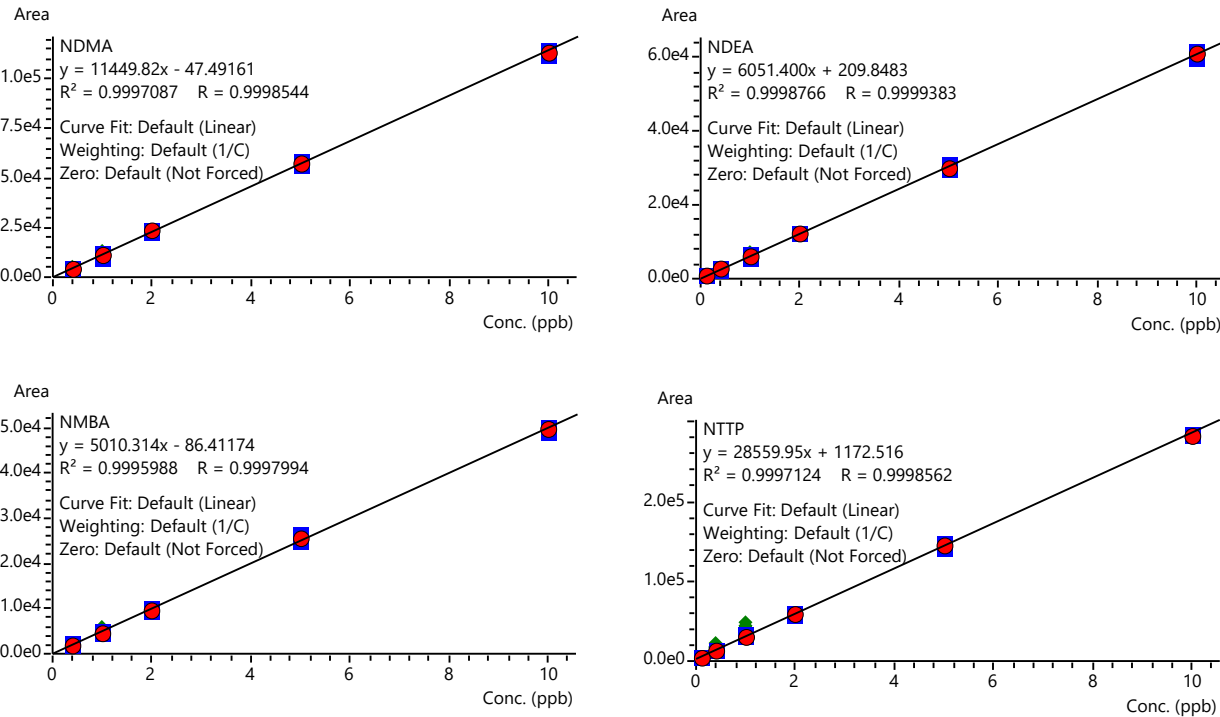 Area
NDMA
y = 11449.82x - 47.49161
R² = 0.9997087 R = 0.9998544
Curve Fit: Default (Linear)
Weighting: Default (1/C)
Zero: Default (Not Forced)
1.0e5
7.5e4
5.0e4
2.5e4
0.0e0
0 2 4 6 8 10
Conc. (ppb)
Area
NDEA
y = 6051.400x + 209.8483
R² = 0.9998766 R = 0.9999383
Curve Fit: Default (Linear)
Weighting: Default (1/C)
Zero: Default (Not Forced)
6.0e4
4.0e4
2.0e4
0.0e0
0 2 4 6 8 10
Conc. (ppb)
Area
NMBA
y = 5010.314x - 86.41174
R² = 0.9995988 R = 0.9997994
Curve Fit: Default (Linear)
Weighting: Default (1/C)
Zero: Default (Not Forced)
5.0e4
4.0e4
3.0e4
2.0e4
1.0e4
0.0e0
0 2 4 6 8 10
Conc. (ppb)
Area
NTTP
y = 28559.95x + 1172.516
R² = 0.9997124 R = 0.9998562
Curve Fit: Default (Linear)
Weighting: Default (1/C)
Zero: Default (Not Forced)
2.0e5
1.0e5
0.0e0
0 2 4 6 8 10
Conc. (ppb)